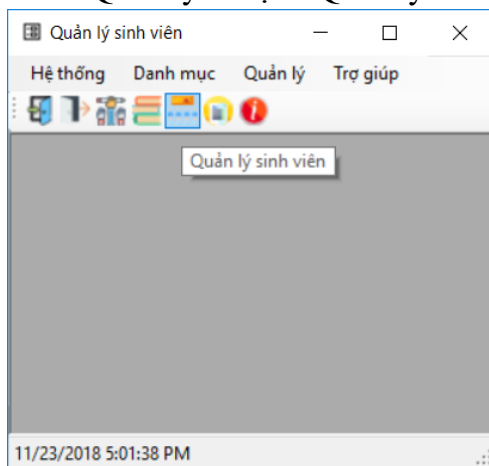 Quản lý sinh viên
Hệ thống Danh mục Quản lý Trợ giúp
Quản lý sinh viên
11/23/2018 5:01:38 PM